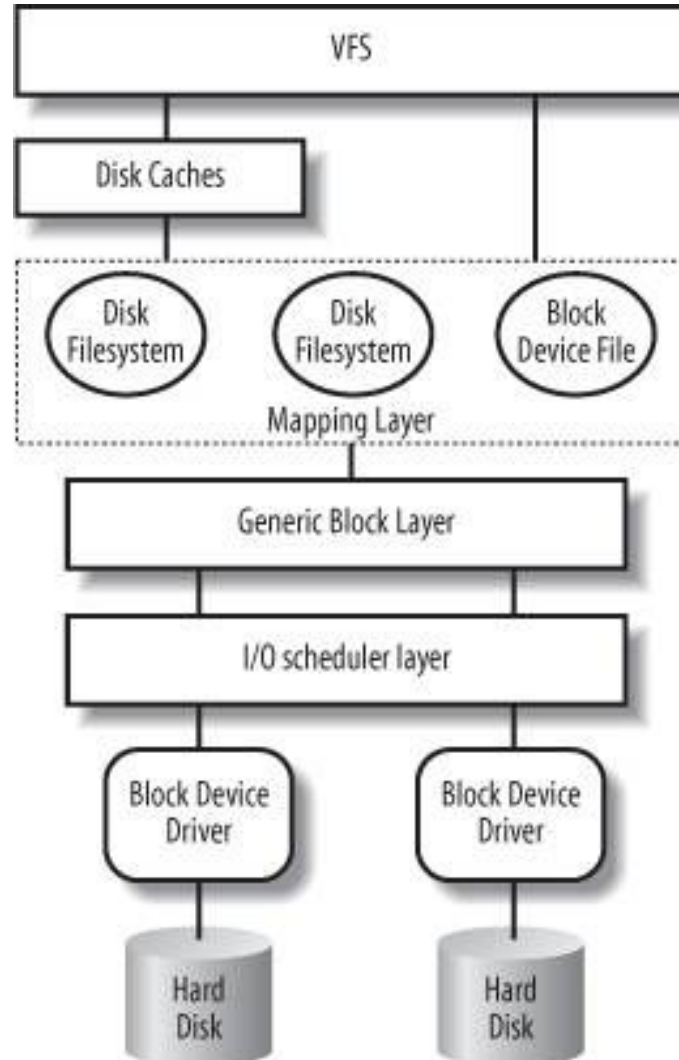 VFS
Disk Caches
Disk
Filesystem
Disk
Filesystem
Block
Device File
Mapping Layer
Generic Block Layer
I/O scheduler layer
Block Device
Driver
Block Device
Driver
Hard
Disk
Hard
Disk